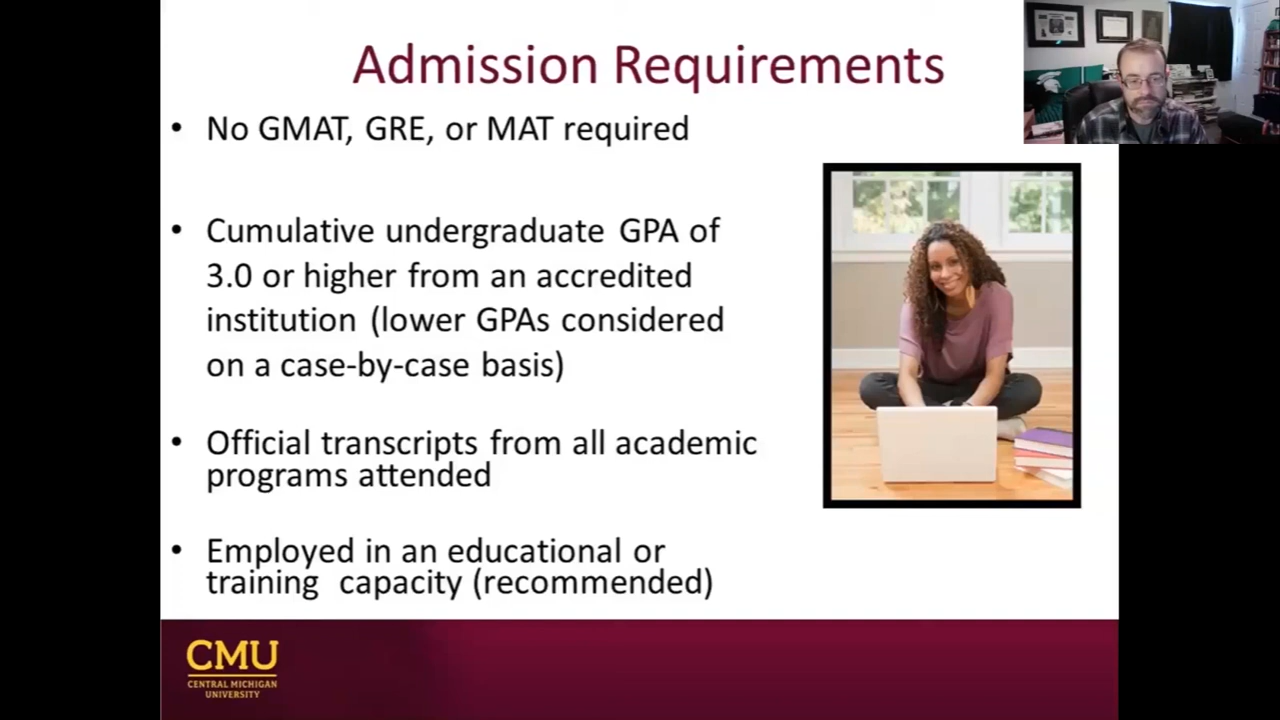 Admission Requirements
• No GMAT, GRE, or MAT required
• Cumulative undergraduate GPA of
3.0 or higher from an accredited
institution (lower GPAs considered
on a case-by-case basis)
• Official transcripts from all academic
programs attended
• Employed in an educational or
training capacity (recommended)
CMU
CENTRAL MICHIGAN
UNIVERSITY